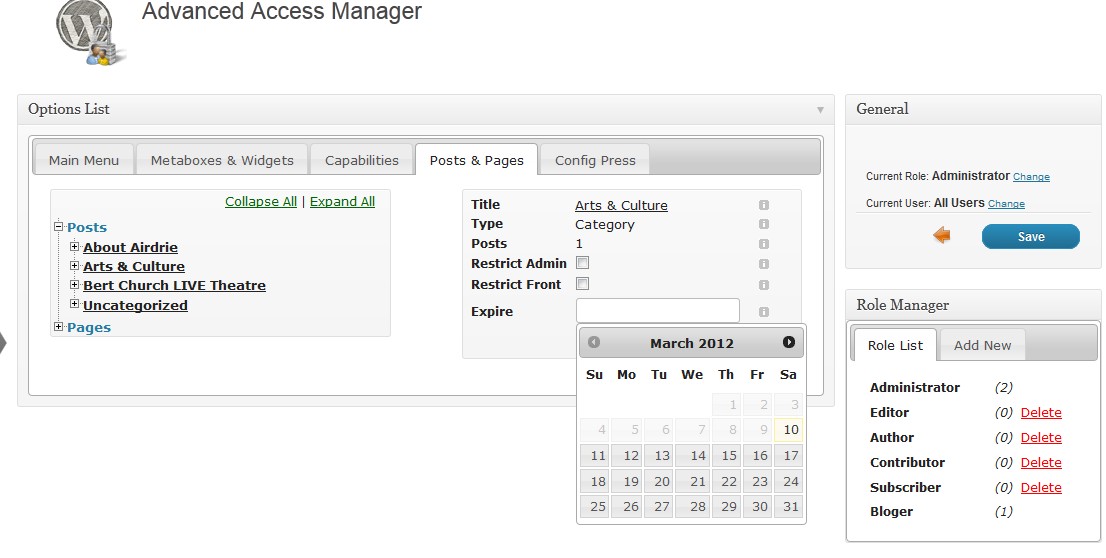 Advanced Access Manager
Options List
Main Menu Metaboxes & Widgets Capabilities Posts & Pages Config Press
Collapse All | Expand All
Posts
About Airdrie
Arts & Culture
Bert Church LIVE Theatre
Uncategorized
Pages
Title Arts & Culture
Type Category
Posts 1
Restrict Admin
Restrict Front
Expire
March 2012
Su Mo Tu We Th Fr Sa
1 2 3
4 5 6 7 8 9 10
11 12 13 14 15 16 17
18 19 20 21 22 23 24
25 26 27 28 29 30 31
General
Current Role: Administrator Change
Current User: All Users Change
Save
Role Manager
Role List Add New
Administrator (2)
Editor (0) Delete
Author (0) Delete
Contributor (0) Delete
Subscriber (0) Delete
Bloger (1)